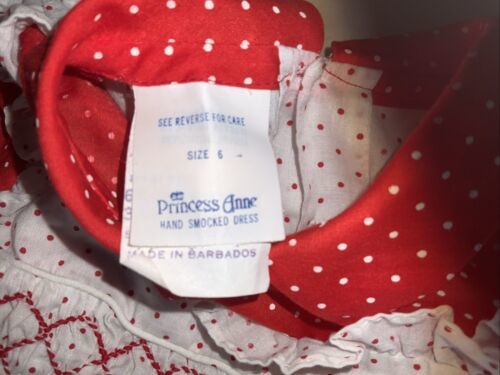 SEE REVERSE FOR CARE
SIZE 6
Princess Anne
HAND SMOCKED DRESS
MADE IN BARBADOS